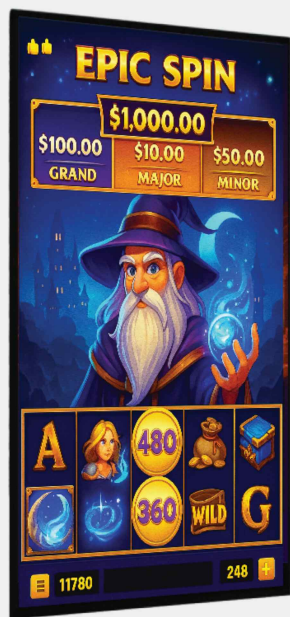 EPIC SPIN
$1,000.00
$100.00
GRAND
$10.00
MAJOR
$50.00
MINOR
A
480
360
WILD
G
11780
248